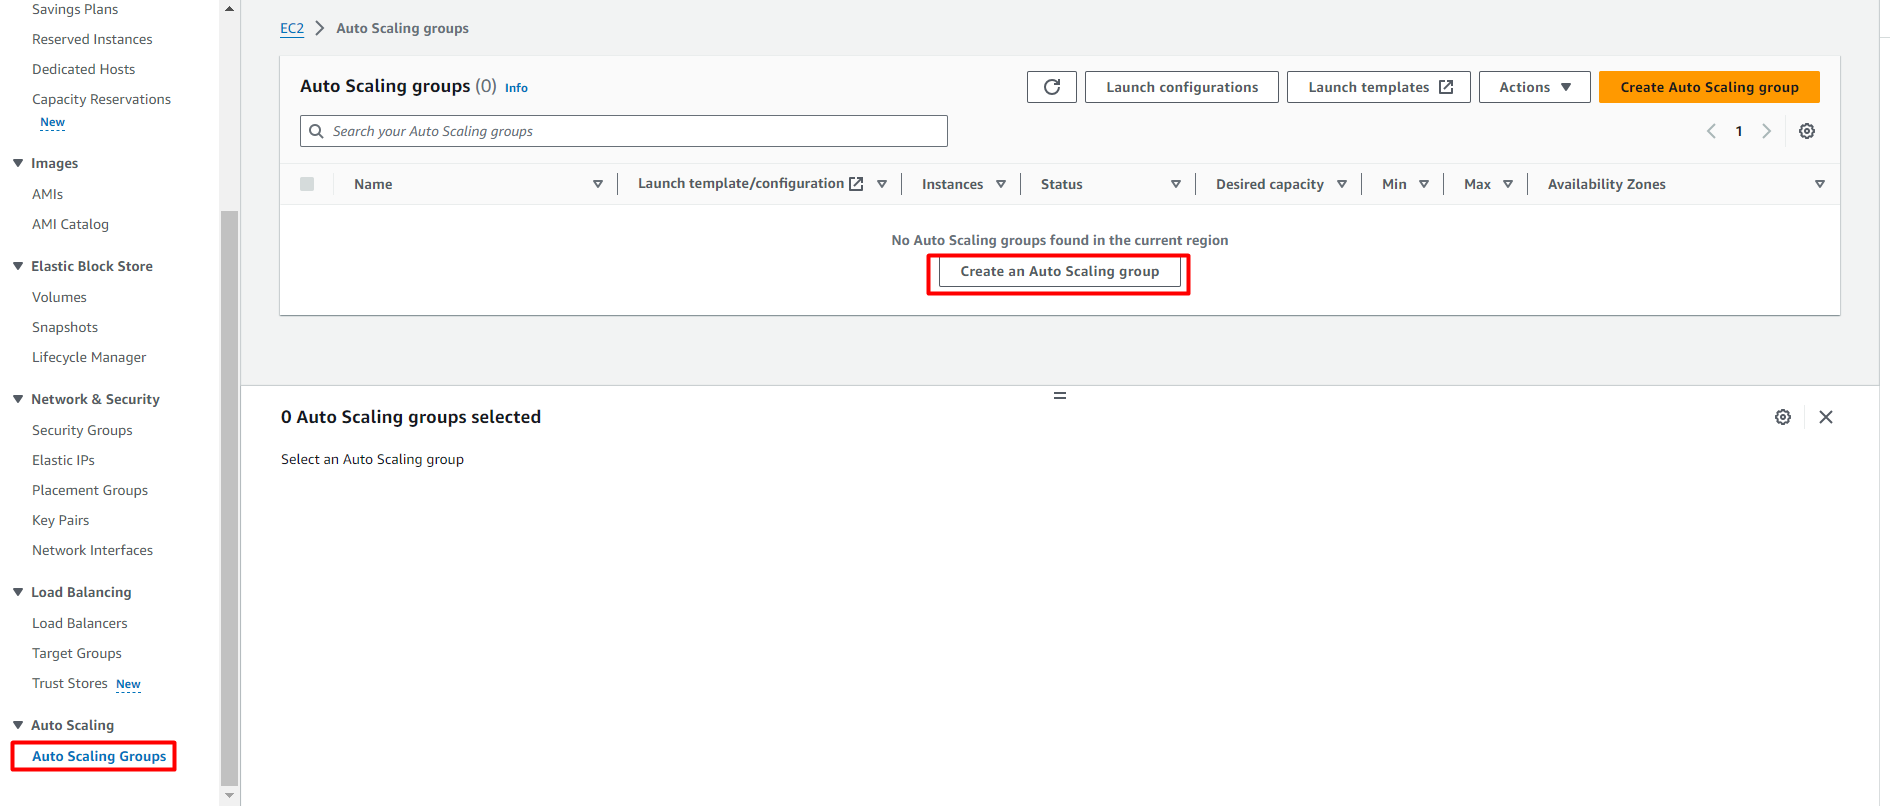 Savings Plans
Reserved Instances
Dedicated Hosts
Capacity Reservations
New
Images
AMIs
AMI Catalog
Elastic Block Store
Volumes
Snapshots
Lifecycle Manager
Network & Security
Security Groups
Elastic IPs
Placement Groups
Key Pairs
Network Interfaces
Load Balancing
Load Balancers
Target Groups
Trust Stores New
Auto Scaling
Auto Scaling Groups
EC2 Auto Scaling groups
Auto Scaling groups (0) Info
Launch configurations Launch templates Actions Create Auto Scaling group
Search your Auto Scaling groups
1
Name Launch template/configuration Instances Status Desired capacity Min Max Availability Zones
No Auto Scaling groups found in the current region
Create an Auto Scaling group
0 Auto Scaling groups selected
Select an Auto Scaling group